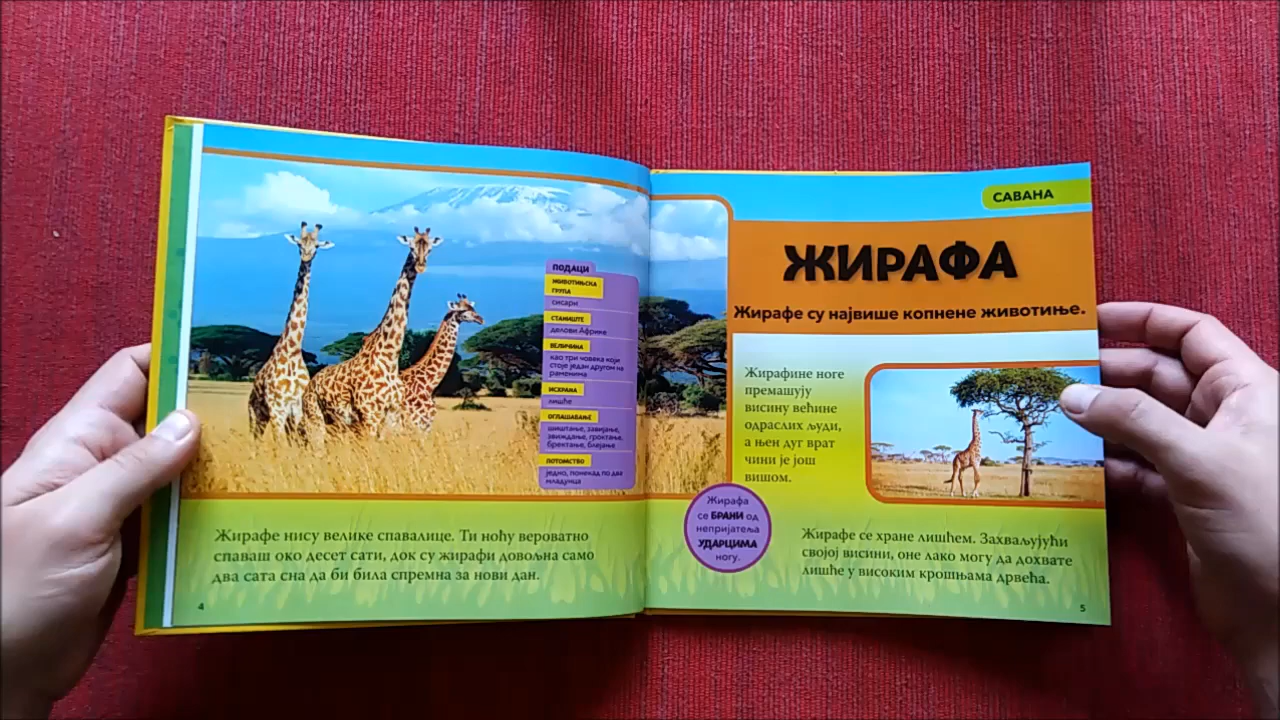 ПОДАЦИ
ЖИВОТИЊСКА
ГРУПА
сисари
СТАНИШТЕ
делови Африке
ВЕЛИЧИНА
као три човека који
стоје један другом на
раменима
ИСХРАНА
лишће
ОГЛАШАВАЊЕ
шиштање, завијање,
звиждање, гроктање,
бректање, блејање
ПОТОМСТВО
једно, понекад по два
младунца
Жирафе нису велике спавалице. Ти ноћу вероватно
спаваш око десет сати, док су жирафи довољна само
два сата сна да би била спремна за нови дан.
4
САВАНА
ЖИРАФА
Жирафе су највише копнене животиње.
Жирафине ноге
премашују
висину већине
одраслих људи,
а њен дуг врат
чини је још
вишом.
Жирафа
се БРАНИ од
непријатеља
УДАРЦИМА
ногу.
Жирафе се хране лишћем. Захваљујући
својој висини, оне лако могу да дохвате
лишће у високим крошњама дрвећа.
5